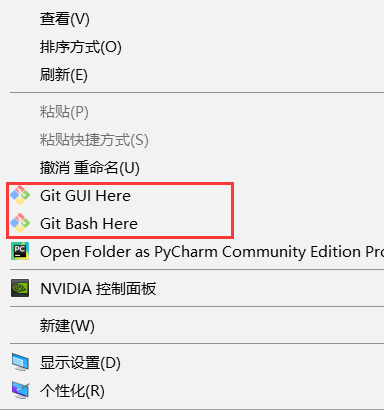 查看(V)
排序方式(O)
刷新(E)
粘贴(P)
粘贴快捷方式(S)
撤消 重命名(U)
Git GUI Here
Git Bash Here
PC
Open Folder as PyCharm Community Edition Pro
NVIDIA 控制面板
新建(W)
显示设置(D)
个性化(R)